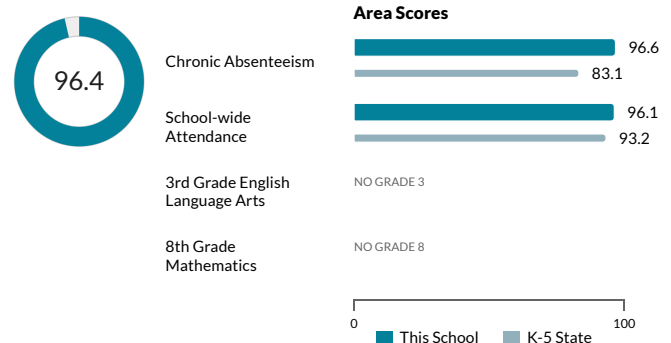 Area Scores
96.4
Chronic Absenteeism
96.6
83.1
School-wide
Attendance
96.1
93.2
3rd Grade English
Language Arts
NO GRADE 3
8th Grade
Mathematics
NO GRADE 8
0
100
This School
K-5 State